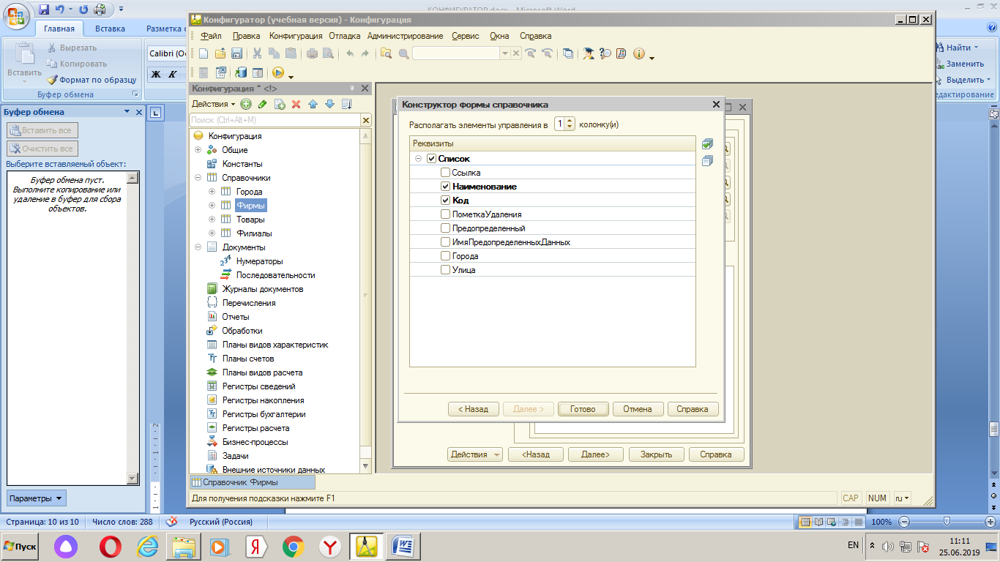 КОНФИГУРАТОР.docx - Microsoft Word
Главная
Вставка
Разметка с
Вставить
Вырезать
Копировать
Формат по образцу
Буфер обмена
Calibri (Ос
Ж К
Найти
Заменить
Выделить
едактирование
Буфер обмена
Вставить все
Очистить все
Выберите вставляемый объект:
Буфер обмена пуст.
Выполните копирование или
удаление в буфер для сбора
объектов.
Параметры
Конфигуратор (учебная версия) - Конфигурация
Файл Правка Конфигурация Отладка Администрирование Сервис Окна Справка
Конфигурация * <!>
Действия
Поиск (Ctrl+Alt+M)
Конфигурация
Общие
Константы
Справочники
Города
Фирмы
Товары
Филиалы
Документы
Нумераторы
Последовательности
Журналы документов
Перечисления
Отчеты
Обработки
Планы видов характеристик
Планы счетов
Планы видов расчета
Регистры сведений
Регистры накопления
Регистры бухгалтерии
Регистры расчета
Бизнес-процессы
Задачи
Внешние источники данных
Конструктор формы справочника
Располагать элементы управления в 1 колонку(и)
Реквизиты
Список
Ссылка
Наименование
Код
ПометкаУдаления
Предопределенный
ИмяПредопределенныхДанных
Города
Улица
< Назад Далее > Готово Отмена Справка
Действия <Назад Далее> Закрыть Справка
Справочник Фирмы
Для получения подсказки нажмите F1
CAP NUM ru
Страница: 10 из 10 Число слов: 288 Русский (Россия) 100%
Пуск
EN
11:11
25.06.2019